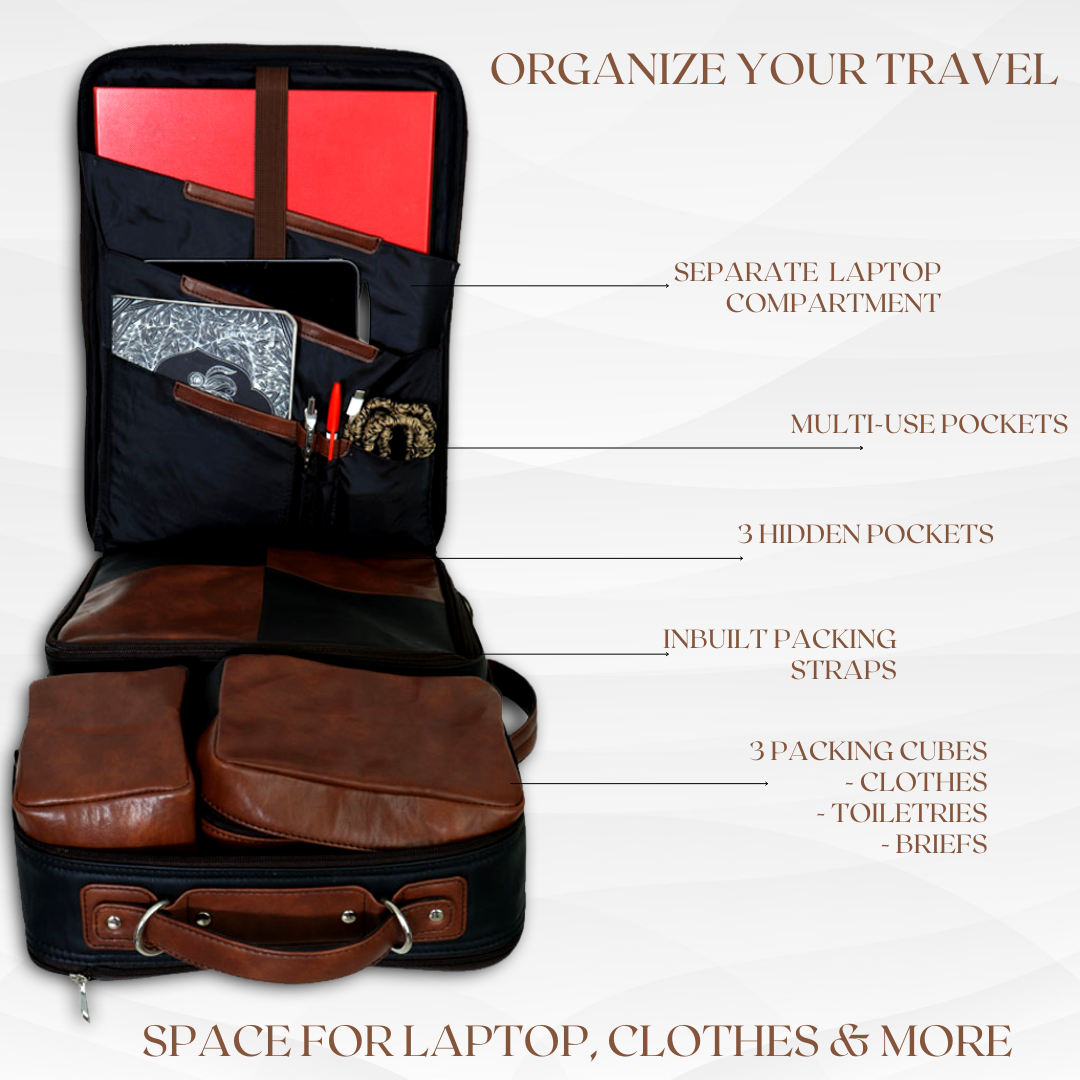 ORGANIZE YOUR TRAVEL
SEPARATE LAPTOP
COMPARTMENT
MULTI-USE POCKETS
3 HIDDEN POCKETS
INBUILT PACKING
STRAPS
3 PACKING CUBES
- CLOTHES
- TOILETRIES
- BRIEFS
SPACE FOR LAPTOP, CLOTHES & MORE